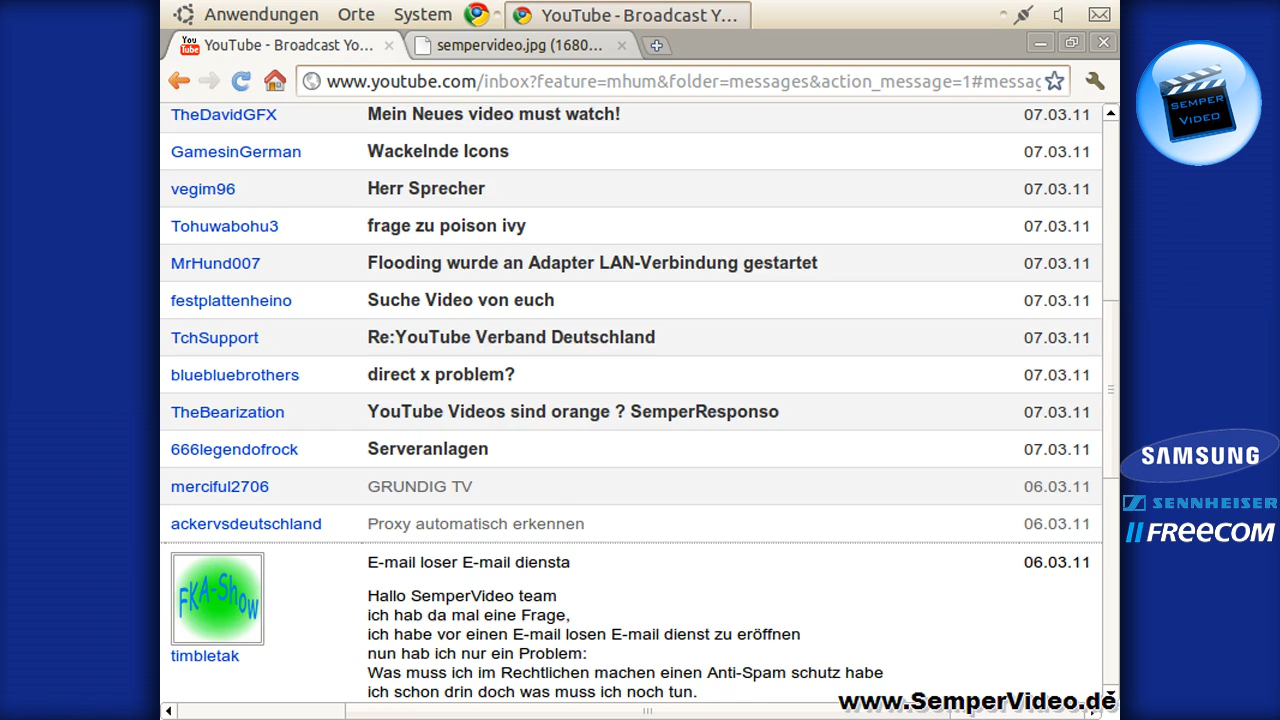 Anwendungen Orte System YouTube - Broadcast Y...
YouTube - Broadcast Yo... sempervideo.jpg (1680...
www.youtube.com/inbox?feature=mhum&folder=messages&action_message=1#messag
TheDavidGFX Mein Neues video must watch! 07.03.11
GamesinGerman Wackelnde Icons 07.03.11
vegim96 Herr Sprecher 07.03.11
Tohuwabohu3 frage zu poison ivy 07.03.11
MrHund007 Flooding wurde an Adapter LAN-Verbindung gestartet 07.03.11
festplattenheino Suche Video von euch 07.03.11
TchSupport Re:YouTube Verband Deutschland 07.03.11
bluebluebrothers direct x problem? 07.03.11
TheBearization YouTube Videos sind orange ? SemperResponso 07.03.11
666legendofrock Serveranlagen 07.03.11
merciful2706 GRUNDIG TV 06.03.11
ackervsdeutschland Proxy automatisch erkennen 06.03.11
E-mail loser E-mail diensta 06.03.11
FKA-Show
timbletak
Hallo SemperVideo team
ich hab da mal eine Frage,
ich habe vor einen E-mail losen E-mail dienst zu eröffnen
nun hab ich nur ein Problem:
Was muss ich im Rechtlichen machen einen Anti-Spam schutz habe
ich schon drin doch was muss ich noch tun.
www.SemperVideo.de
SEMPER
VIDEO
SAMSUNG
SENNHEISER
FREECOM
You
Tube